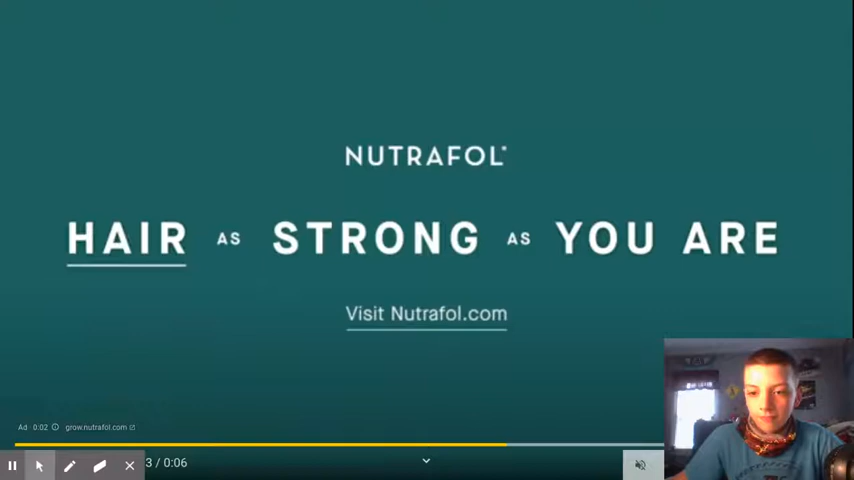 NUTRAFOL®
HAIR AS STRONG AS YOU ARE
Visit Nutrafol.com
Ad · 0:02 grow.nutrafol.com
3 / 0:06